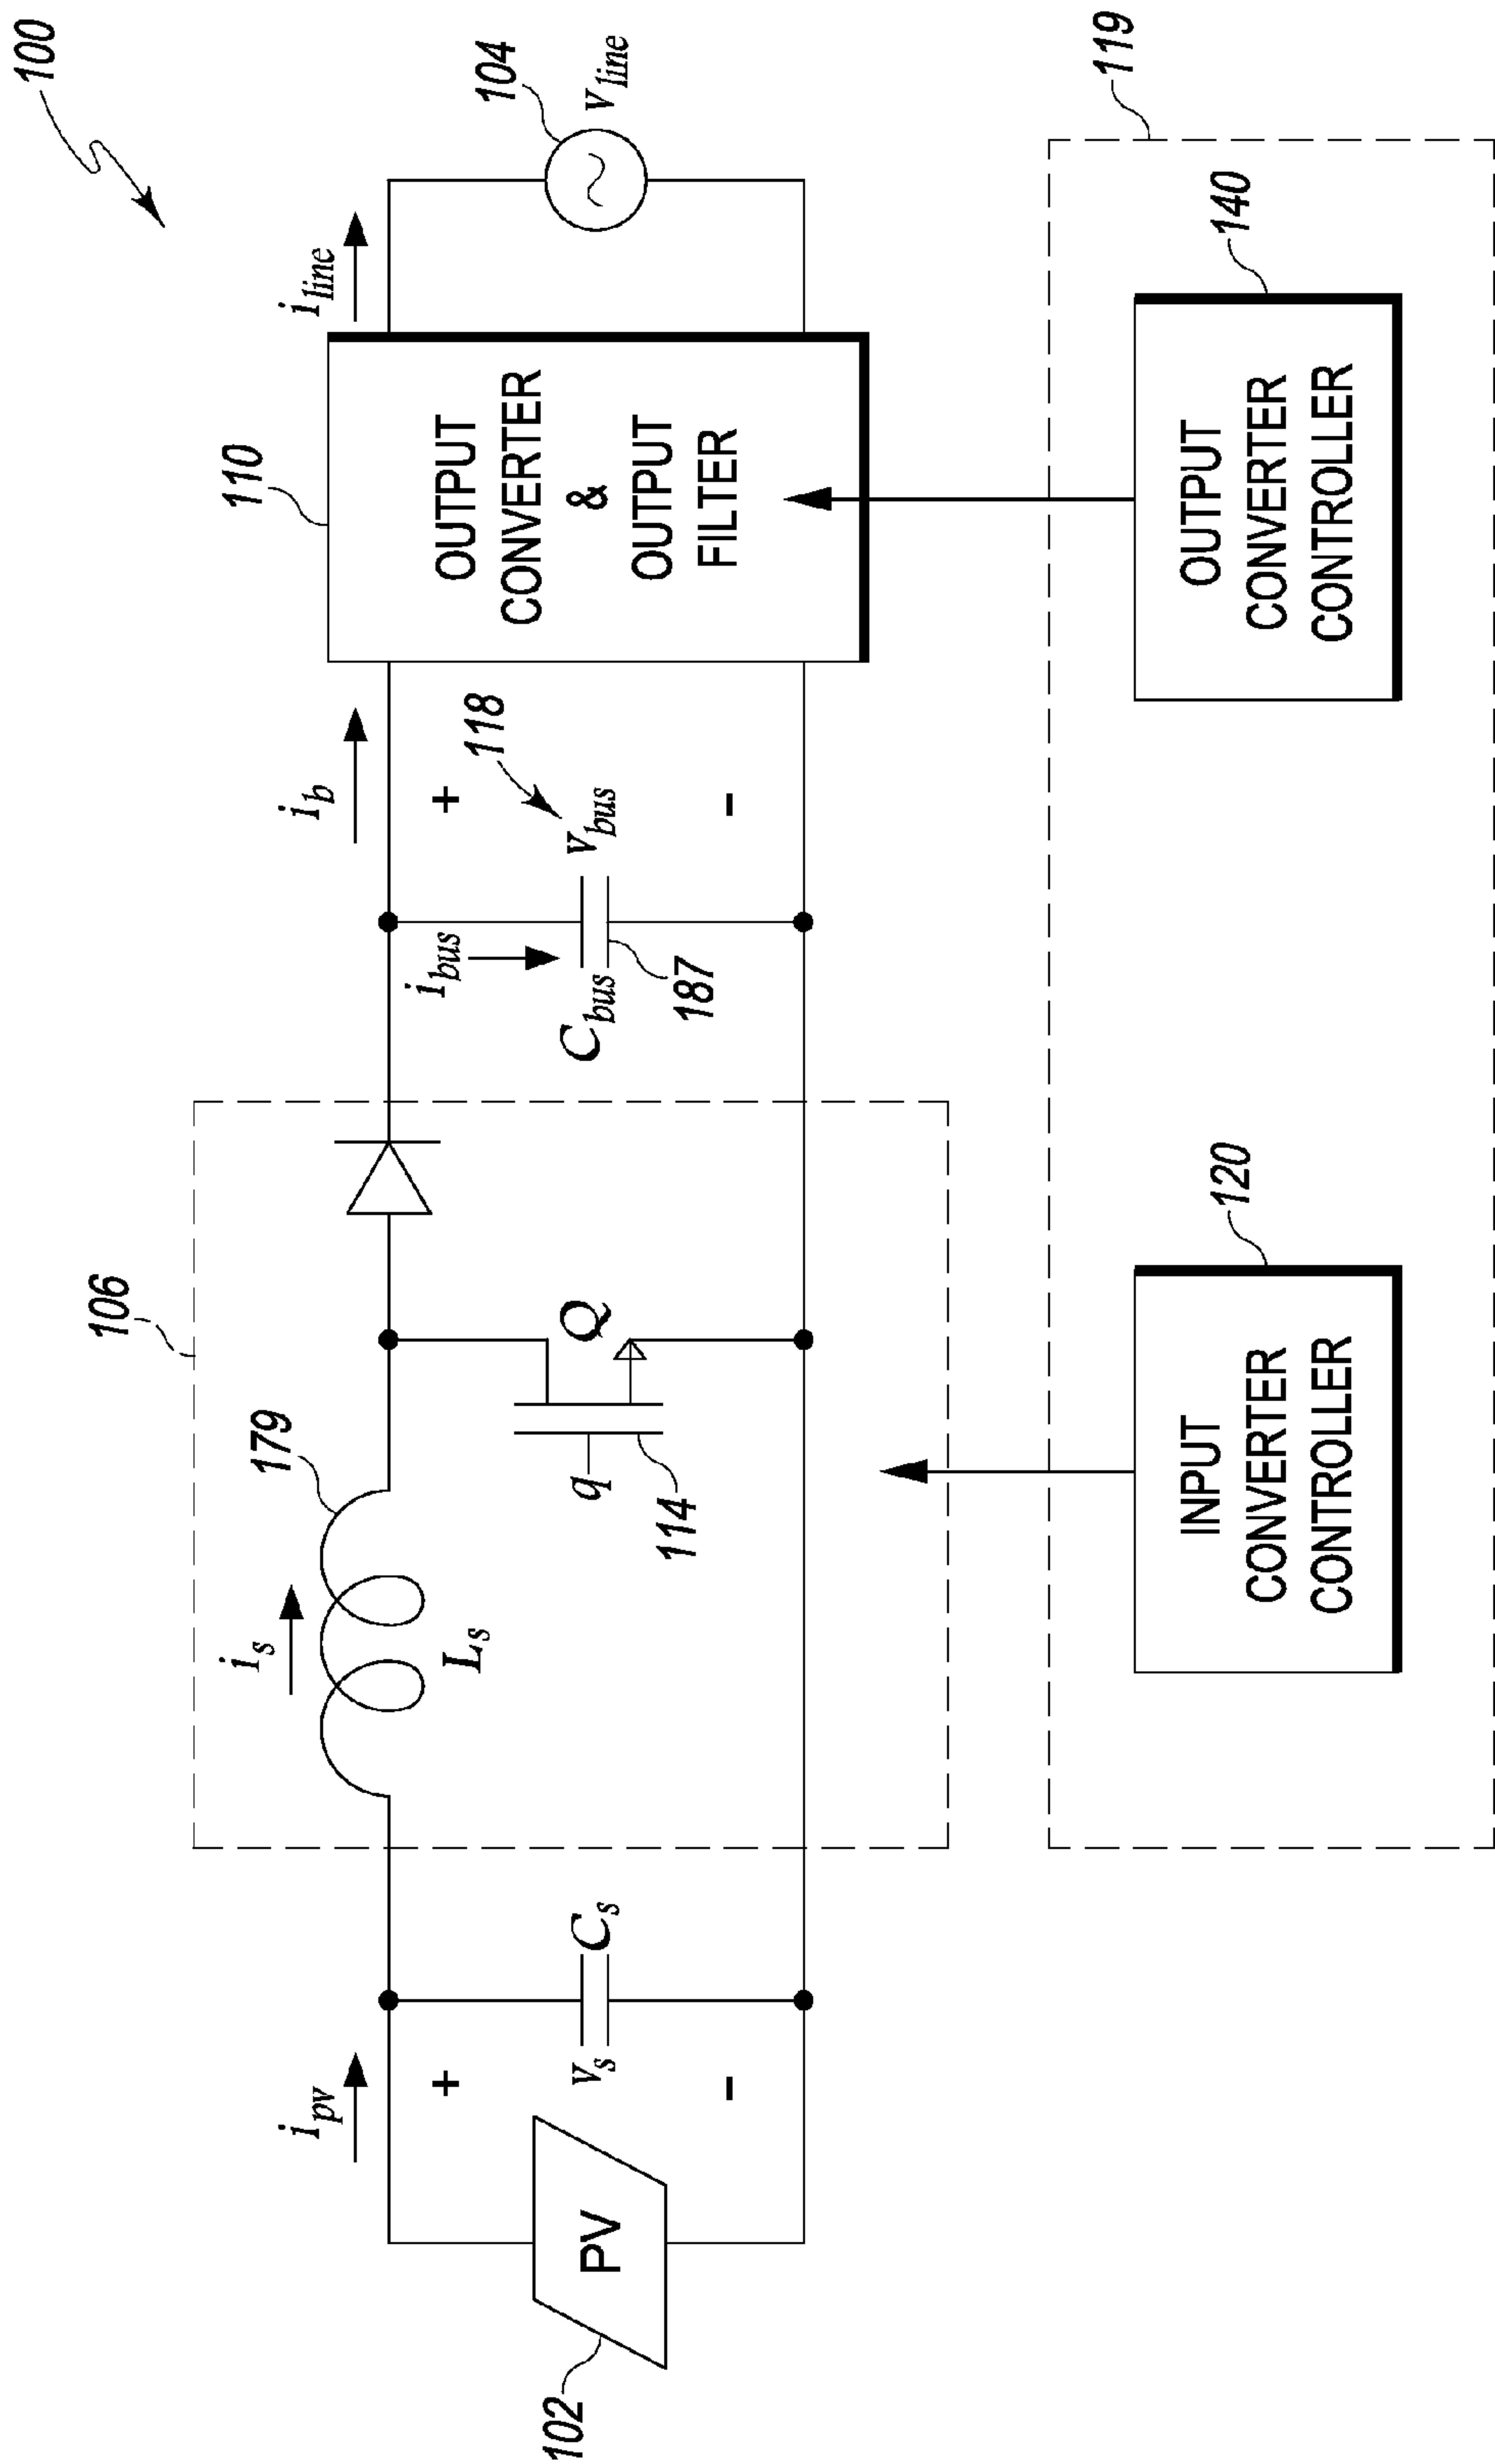 100
106
179
i_s
L_s
i_pv
+
v_s
C_s
-
PV
102
q
Q
114
i_bus
C_bus
187
i_b
+
118
v_bus
-
110
OUTPUT
CONVERTER
&
OUTPUT
FILTER
i_line
104
v_line
119
120
INPUT
CONVERTER
CONTROLLER
140
OUTPUT
CONVERTER
CONTROLLER